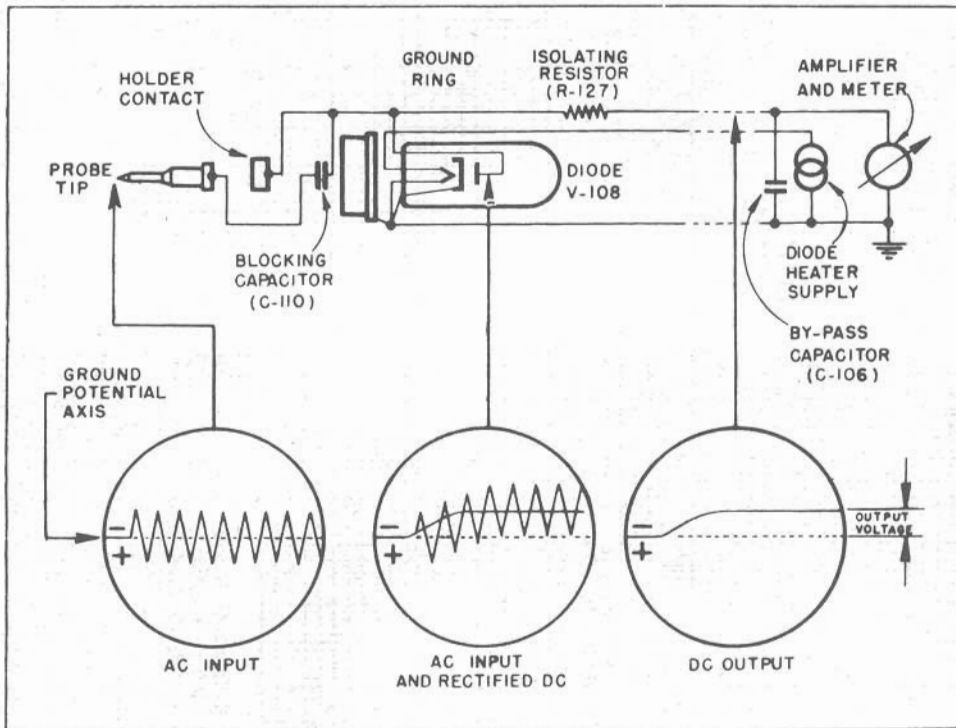 GROUND
RING
ISOLATING
RESISTOR
(R-127)
AMPLIFIER
AND METER
HOLDER
CONTACT
PROBE
TIP
DIODE
V-108
BLOCKING
CAPACITOR
(C-110)
DIODE
HEATER
SUPPLY
BY-PASS
CAPACITOR
(C-106)
GROUND
POTENTIAL
AXIS
−
+
−
+
−
+
OUTPUT
VOLTAGE
AC INPUT
AC INPUT
AND RECTIFIED DC
DC OUTPUT